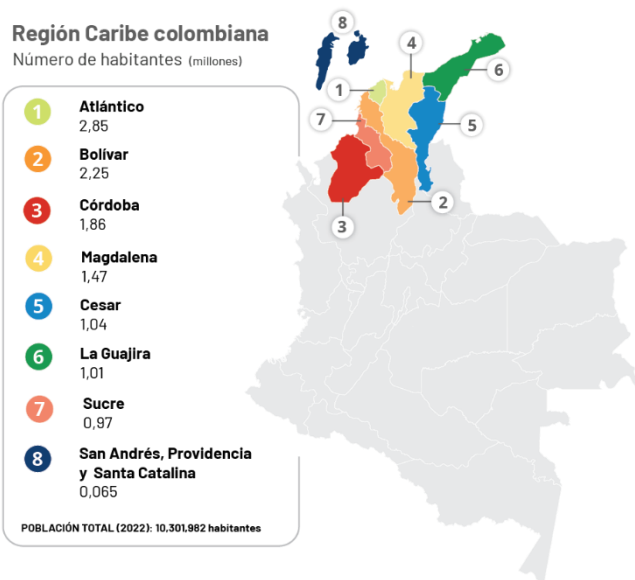 Región Caribe colombiana
Número de habitantes (millones)
1 Atlántico
2,85
2 Bolívar
2,25
3 Córdoba
1,86
4 Magdalena
1,47
5 Cesar
1,04
6 La Guajira
1,01
7 Sucre
0,97
8 San Andrés, Providencia
y Santa Catalina
0,065
POBLACIÓN TOTAL (2022): 10,301,982 habitantes
8
4
6
1
7
5
2
3